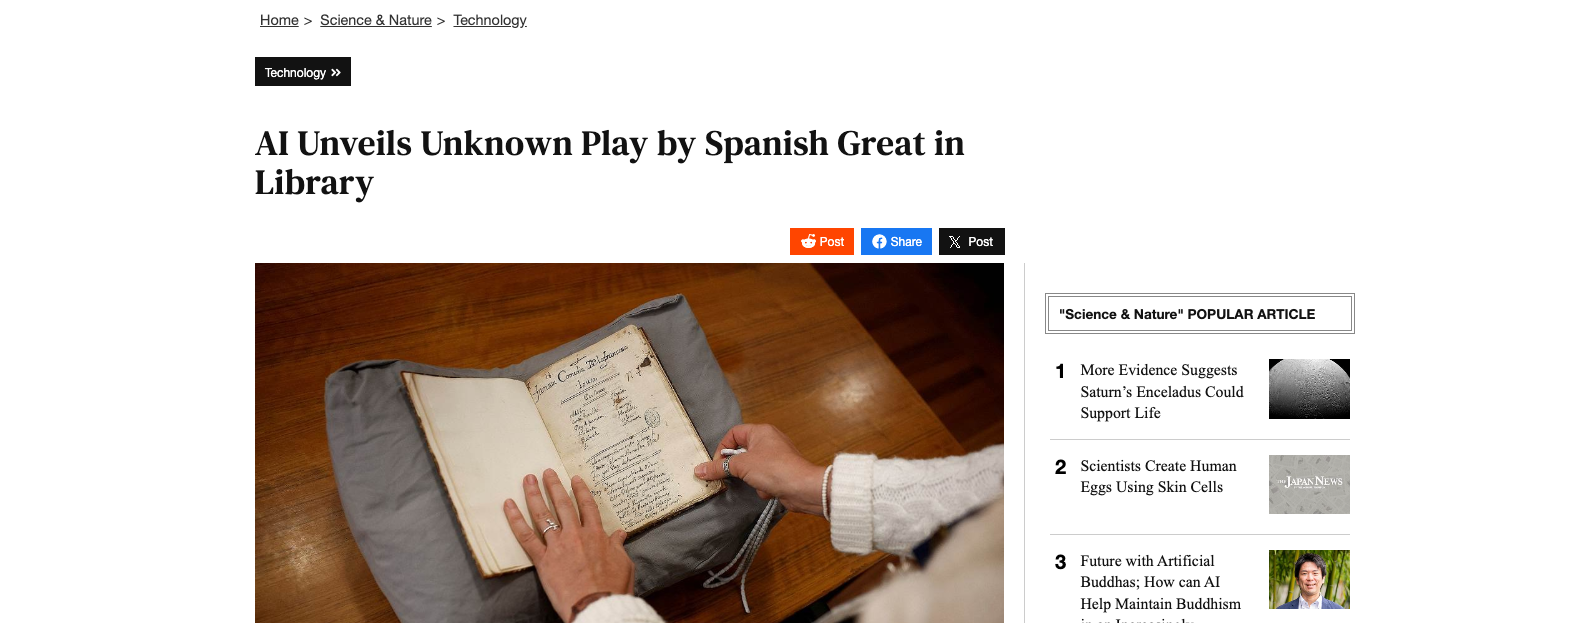 Home > Science & Nature > Technology
Technology »
AI Unveils Unknown Play by Spanish Great in
Library
Post
Share
Post
"Science & Nature" POPULAR ARTICLE
1
More Evidence Suggests
Saturn's Enceladus Could
Support Life
2
Scientists Create Human
Eggs Using Skin Cells
THE JAPAN NEWS
3
Future with Artificial
Buddhas; How can AI
Help Maintain Buddhism